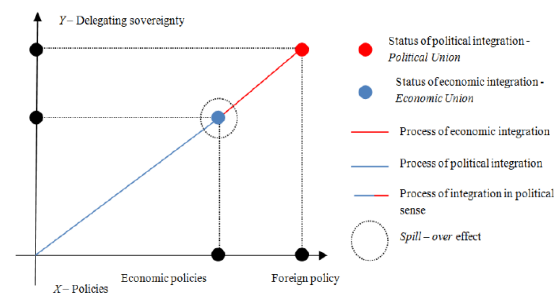 Y – Delegating sovereignty
Status of political integration -
Political Union
Status of economic integration -
Economic Union
Process of economic integration
Process of political integration
Process of integration in political
sense
Spill – over effect
Economic policies
Foreign policy
X – Policies